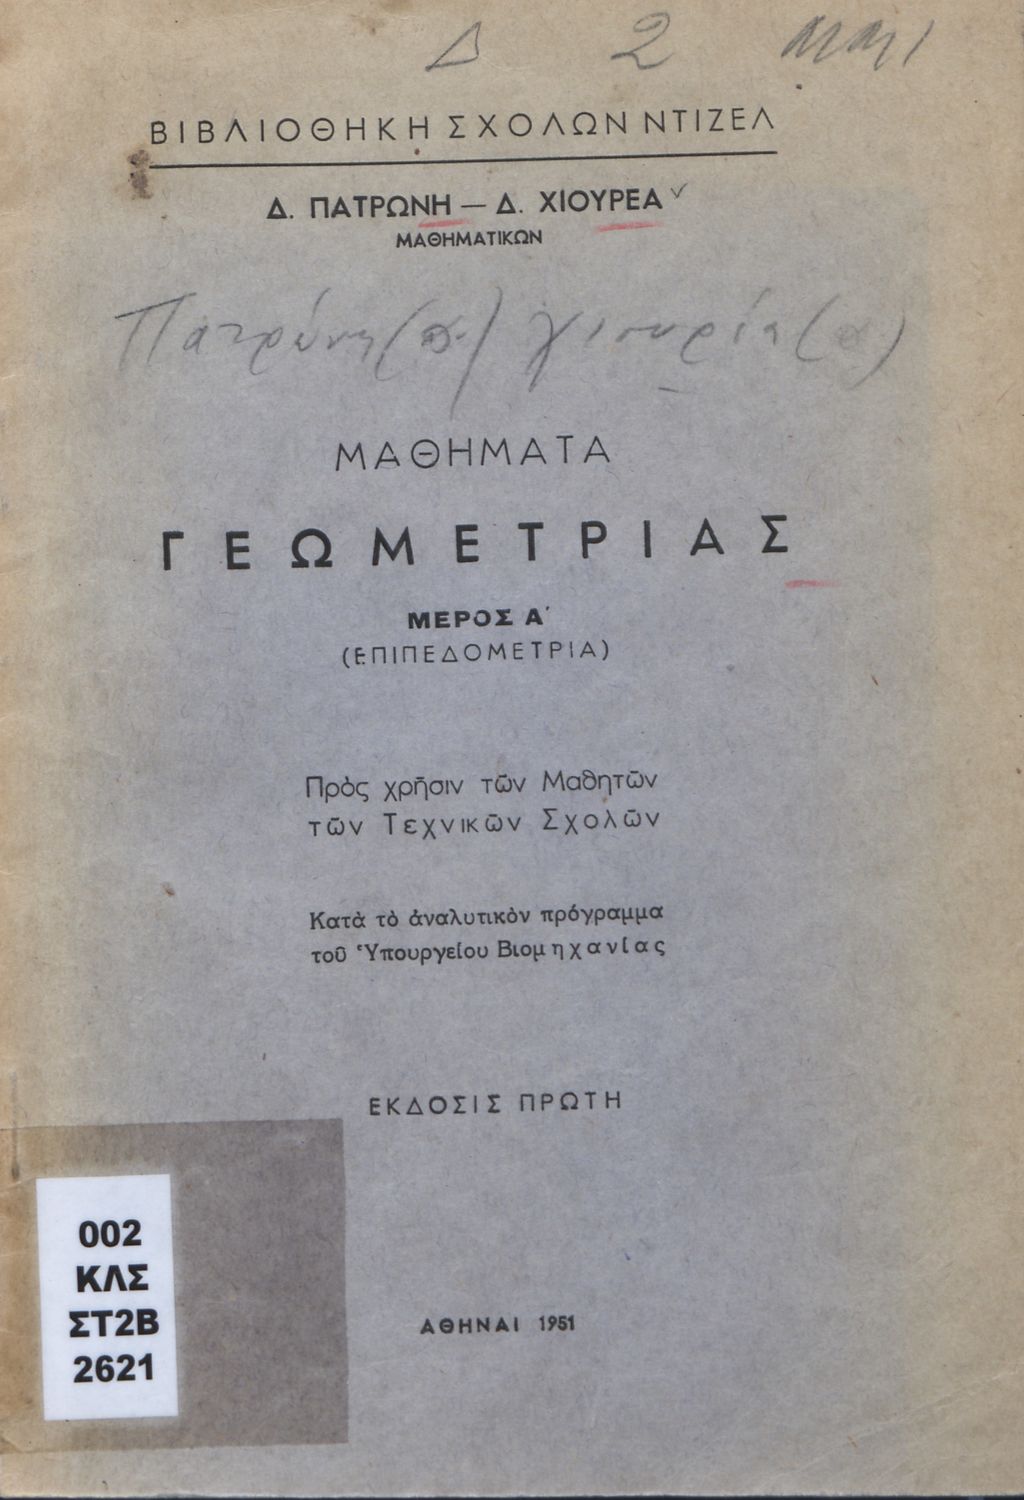 Δ 2
ΒΙΒΛΙΟΘΗΚΗ ΣΧΟΛΩΝ ΝΤΙΖΕΛ
Δ. ΠΑΤΡΩΝΗ — Δ. ΧΙΟΥΡΕΑ
ΜΑΘΗΜΑΤΙΚΩΝ
ΜΑΘΗΜΑΤΑ
ΓΕΩΜΕΤΡΙΑΣ
ΜΕΡΟΣ Α'
(ΕΠΙΠΕΔΟΜΕΤΡΙΑ)
Πρὸς χρῆσιν τῶν Μαθητῶν
τῶν Τεχνικῶν Σχολῶν
Κατὰ τὸ ἀναλυτικὸν πρόγραμμα
τοῦ Ὑπουργείου Βιομηχανίας
ΕΚΔΟΣΙΣ ΠΡΩΤΗ
002
ΚΛΣ
ΣΤ2Β
2621
ΑΘΗΝΑΙ 1951